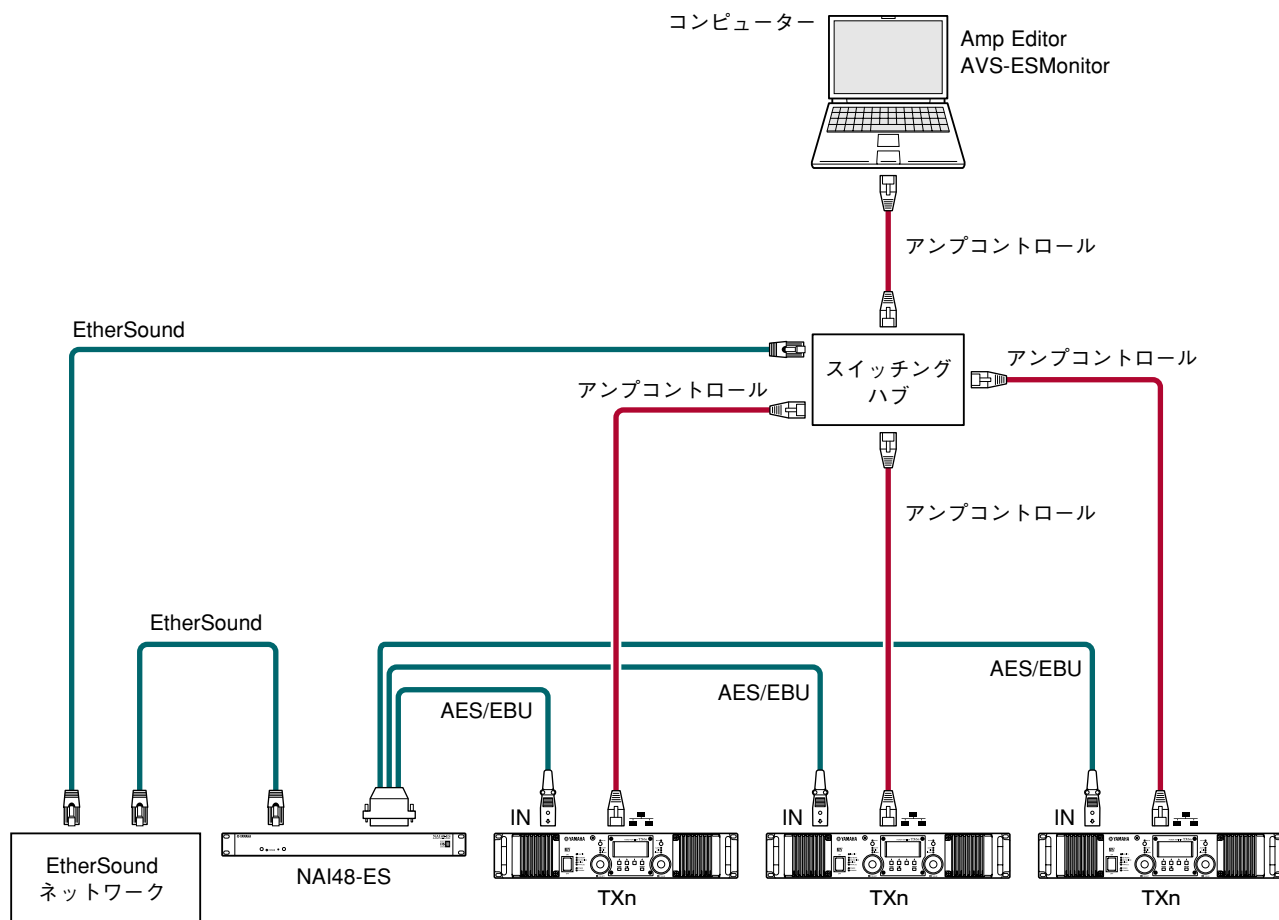 コンピューター
Amp Editor
AVS-ESMonitor
アンプコントロール
EtherSound
スイッチング
ハブ
アンプコントロール
アンプコントロール
アンプコントロール
EtherSound
AES/EBU
AES/EBU
AES/EBU
IN
IN
IN
YAMAHA
YAMAHA
YAMAHA
EtherSound
ネットワーク
NAI48-ES
TXn
TXn
TXn